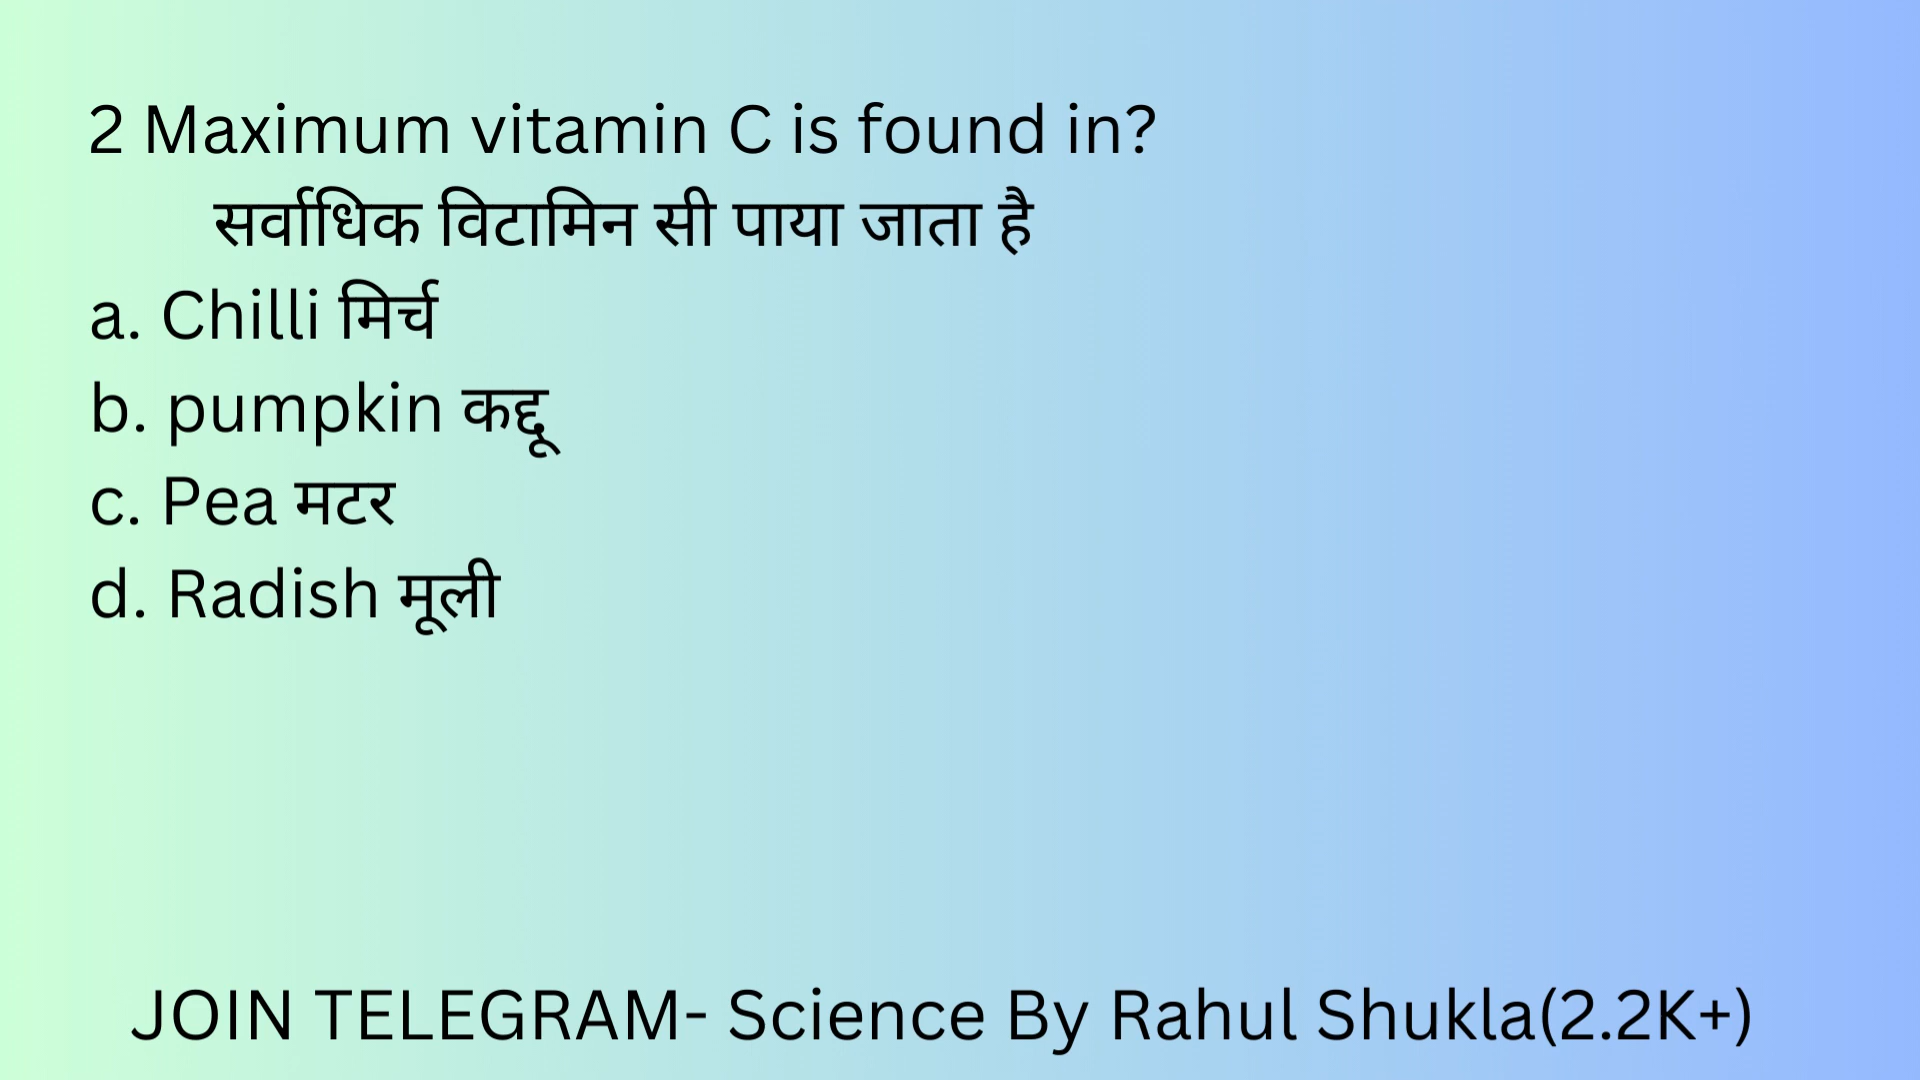 2 Maximum vitamin C is found in?
सर्वाधिक विटामिन सी पाया जाता है
a. Chilli मिर्च
b. pumpkin कद्दू
c. Pea मटर
d. Radish मूली
JOIN TELEGRAM- Science By Rahul Shukla(2.2K+)